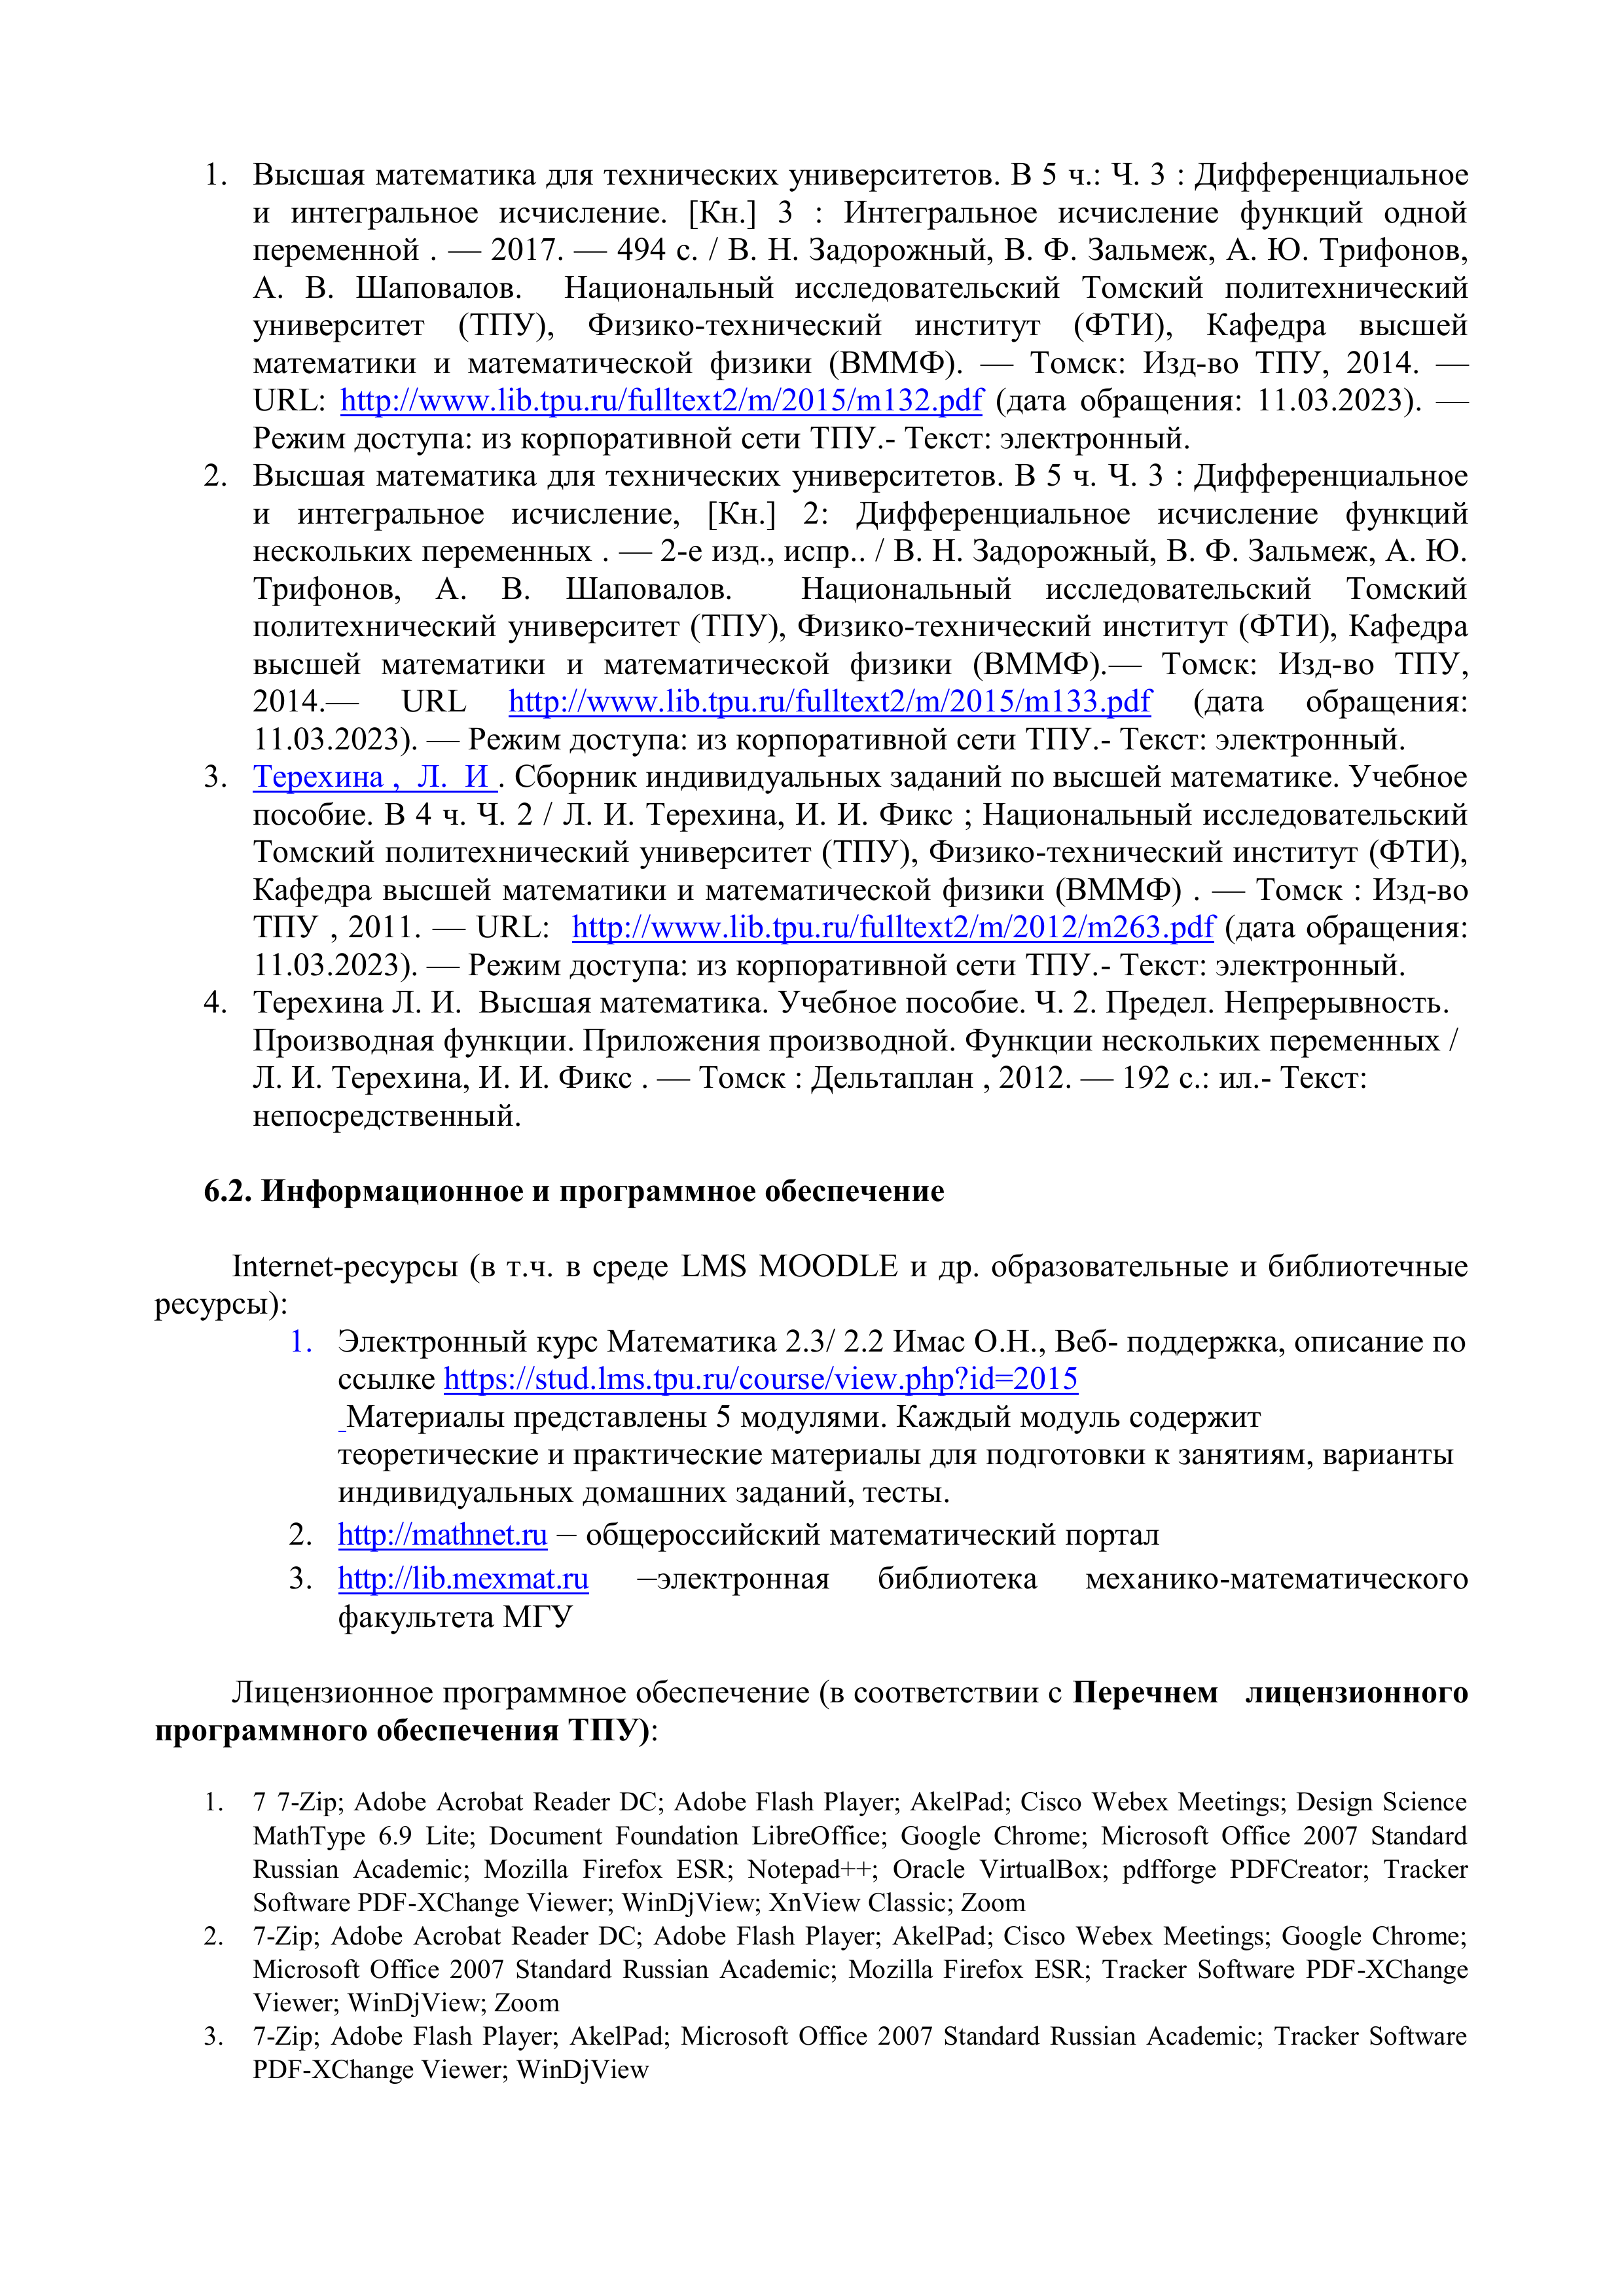 1. Высшая математика для технических университетов. В 5 ч.: Ч. 3 : Дифференциальное
и интегральное исчисление. [Кн.] 3 : Интегральное исчисление функций одной
переменной . — 2017. — 494 с. / В. Н. Задорожный, В. Ф. Зальмеж, А. Ю. Трифонов,
А. В. Шаповалов. Национальный исследовательский Томский политехнический
университет (ТПУ), Физико-технический институт (ФТИ), Кафедра высшей
математики и математической физики (ВММФ). — Томск: Изд-во ТПУ, 2014. —
URL: http://www.lib.tpu.ru/fulltext2/m/2015/m132.pdf (дата обращения: 11.03.2023). —
Режим доступа: из корпоративной сети ТПУ.- Текст: электронный.
2. Высшая математика для технических университетов. В 5 ч. Ч. 3 : Дифференциальное
и интегральное исчисление, [Кн.] 2: Дифференциальное исчисление функций
нескольких переменных . — 2-е изд., испр.. / В. Н. Задорожный, В. Ф. Зальмеж, А. Ю.
Трифонов, А. В. Шаповалов. Национальный исследовательский Томский
политехнический университет (ТПУ), Физико-технический институт (ФТИ), Кафедра
высшей математики и математической физики (ВММФ).— Томск: Изд-во ТПУ,
2014.— URL http://www.lib.tpu.ru/fulltext2/m/2015/m133.pdf (дата обращения:
11.03.2023). — Режим доступа: из корпоративной сети ТПУ.- Текст: электронный.
3. Терехина , Л. И . Сборник индивидуальных заданий по высшей математике. Учебное
пособие. В 4 ч. Ч. 2 / Л. И. Терехина, И. И. Фикс ; Национальный исследовательский
Томский политехнический университет (ТПУ), Физико-технический институт (ФТИ),
Кафедра высшей математики и математической физики (ВММФ) . — Томск : Изд-во
ТПУ , 2011. — URL: http://www.lib.tpu.ru/fulltext2/m/2012/m263.pdf (дата обращения:
11.03.2023). — Режим доступа: из корпоративной сети ТПУ.- Текст: электронный.
4. Терехина Л. И. Высшая математика. Учебное пособие. Ч. 2. Предел. Непрерывность.
Производная функции. Приложения производной. Функции нескольких переменных /
Л. И. Терехина, И. И. Фикс . — Томск : Дельтаплан , 2012. — 192 с.: ил.- Текст:
непосредственный.
6.2. Информационное и программное обеспечение
Internet-ресурсы (в т.ч. в среде LMS MOODLE и др. образовательные и библиотечные
ресурсы):
1. Электронный курс Математика 2.3/ 2.2 Имас О.Н., Веб- поддержка, описание по
ссылке https://stud.lms.tpu.ru/course/view.php?id=2015
Материалы представлены 5 модулями. Каждый модуль содержит
теоретические и практические материалы для подготовки к занятиям, варианты
индивидуальных домашних заданий, тесты.
2. http://mathnet.ru – общероссийский математический портал
3. http://lib.mexmat.ru –электронная библиотека механико-математического
факультета МГУ
Лицензионное программное обеспечение (в соответствии с Перечнем лицензионного
программного обеспечения ТПУ):
1. 7 7-Zip; Adobe Acrobat Reader DC; Adobe Flash Player; AkelPad; Cisco Webex Meetings; Design Science
MathType 6.9 Lite; Document Foundation LibreOffice; Google Chrome; Microsoft Office 2007 Standard
Russian Academic; Mozilla Firefox ESR; Notepad++; Oracle VirtualBox; pdfforge PDFCreator; Tracker
Software PDF-XChange Viewer; WinDjView; XnView Classic; Zoom
2. 7-Zip; Adobe Acrobat Reader DC; Adobe Flash Player; AkelPad; Cisco Webex Meetings; Google Chrome;
Microsoft Office 2007 Standard Russian Academic; Mozilla Firefox ESR; Tracker Software PDF-XChange
Viewer; WinDjView; Zoom
3. 7-Zip; Adobe Flash Player; AkelPad; Microsoft Office 2007 Standard Russian Academic; Tracker Software
PDF-XChange Viewer; WinDjView